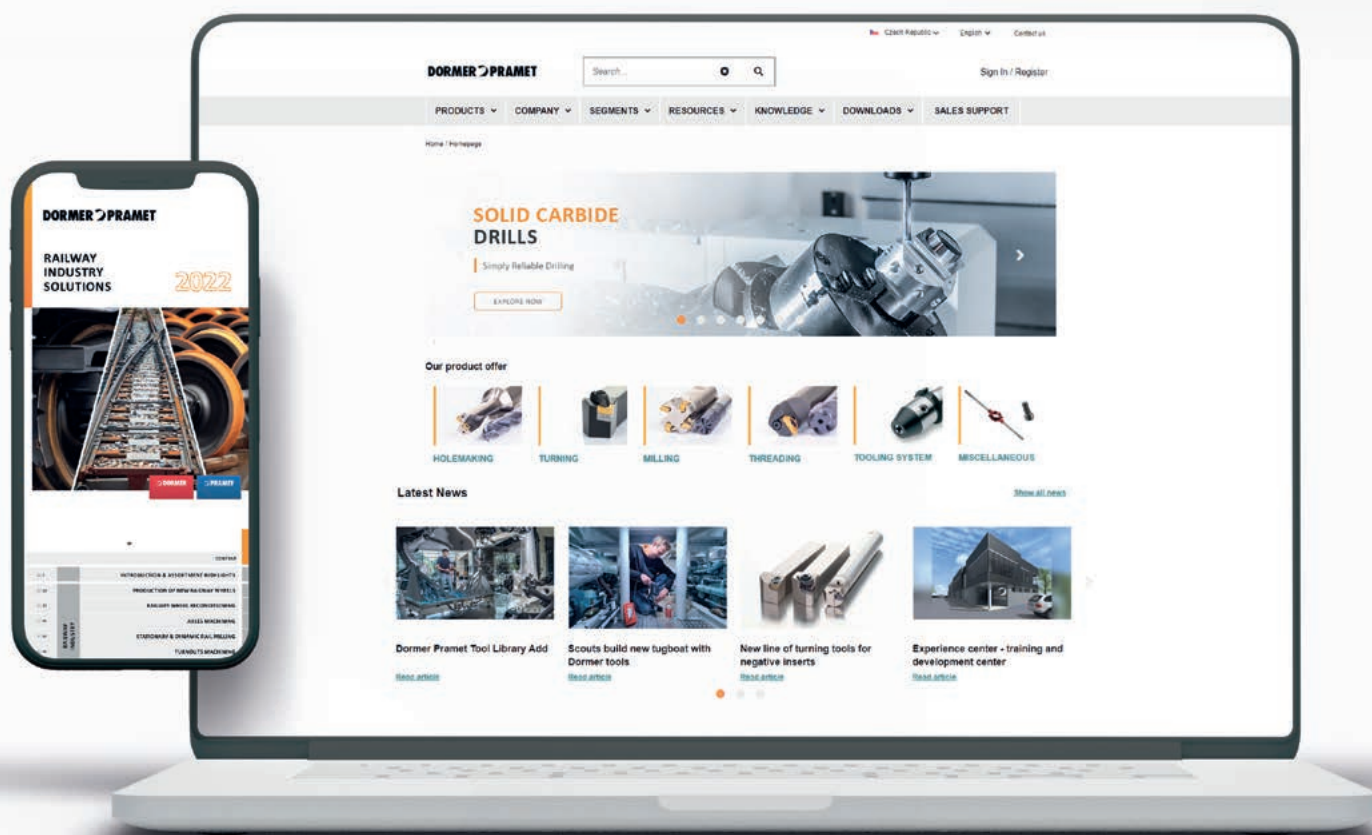 Czech Republic English Contact us
DORMER PRAMET Search... Sign In / Register
PRODUCTS COMPANY SEGMENTS RESOURCES KNOWLEDGE DOWNLOADS SALES SUPPORT
Home / Homepage
SOLID CARBIDE
DRILLS
Simply Reliable Drilling
EXPLORE NOW
Our product offer
HOLEMAKING TURNING MILLING THREADING TOOLING SYSTEM MISCELLANEOUS
Latest News Show all news
Dormer Pramet Tool Library Add
Read article
Scouts build new tugboat with
Dormer tools
Read article
New line of turning tools for
negative inserts
Read article
Experience center - training and
development center
Read article
DORMER PRAMET
RAILWAY
INDUSTRY
SOLUTIONS
2022
DORMER PRAMET
CONTENT
INTRODUCTION & ASSORTMENT HIGHLIGHTS
PRODUCTION OF NEW RAILWAY WHEELS
RAILWAY WHEEL RECONDITIONING
AXLES MACHINING
STATIONARY & DYNAMIC RAIL MILLING
TURNOUTS MACHINING
RAILWAY
INDUSTRY